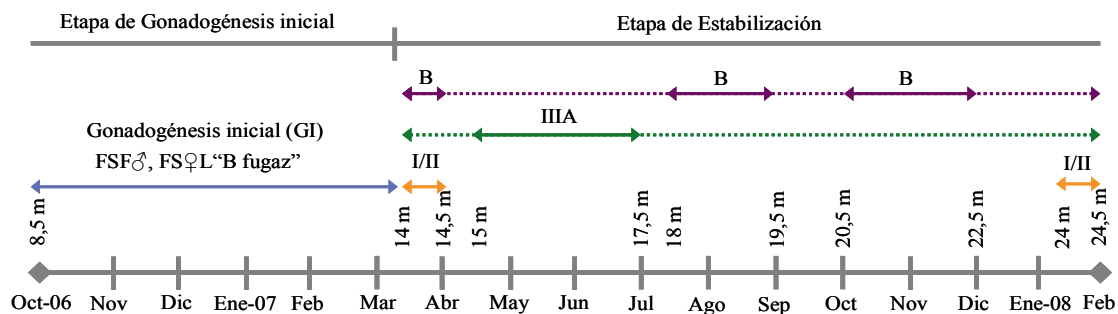 Etapa de Gonadogénesis inicial
Etapa de Estabilización
B
B
B
IIIA
Gonadogénesis inicial (GI)
FSF♂, FS♀L“B fugaz”
I/II
I/II
8,5 m
14 m
14,5 m
15 m
17,5 m
18 m
19,5 m
20,5 m
22,5 m
24 m
24,5 m
Oct-06
Nov
Dic
Ene-07
Feb
Mar
Abr
May
Jun
Jul
Ago
Sep
Oct
Nov
Dic
Ene-08
Feb